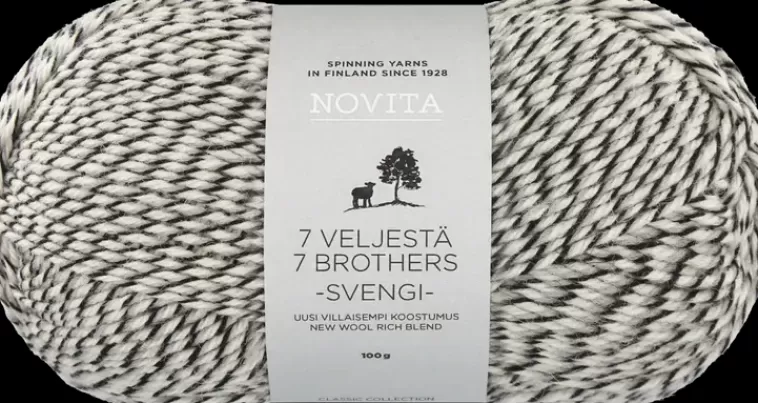 SPINNING YARNS
IN FINLAND SINCE 1928
NOVITA
7 VELJESTÄ
7 BROTHERS
-SVENGI-
UUSI VILLAISEMPI KOOSTUMUS
NEW WOOL RICH BLEND
100g
CLASSIC COLLECTION